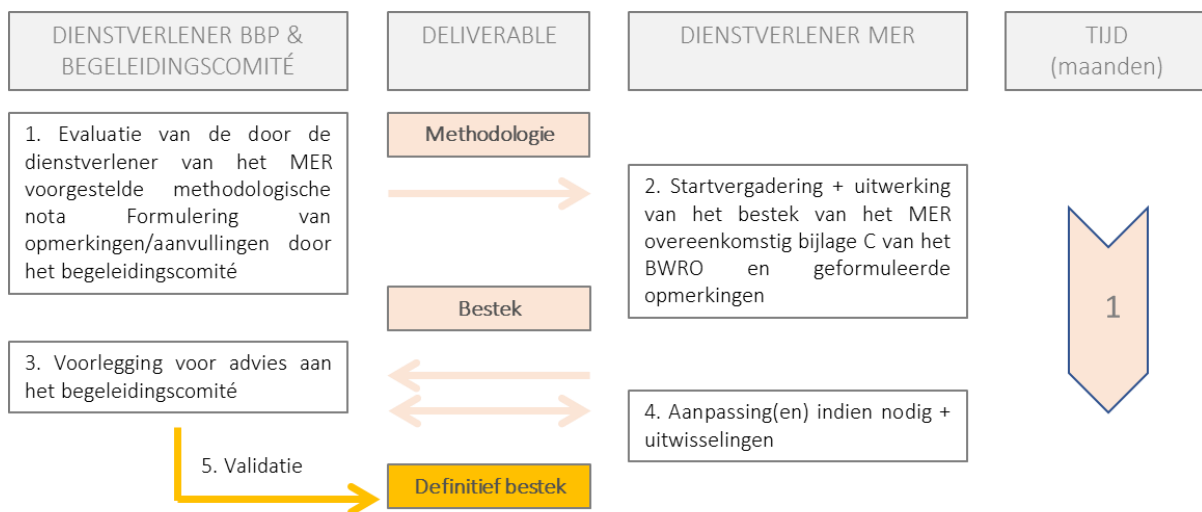 DIENSTVERLENER BBP &
BEGELEIDINGSCOMITÉ
DELIVERABLE
DIENSTVERLENER MER
TIJD
(maanden)
1. Evaluatie van de door de
dienstverlener van het MER
voorgestelde methodologische
nota Formulering van
opmerkingen/aanvullingen door
het begeleidingscomité
Methodologie
2. Startvergadering + uitwerking
van het bestek van het MER
overeenkomstig bijlage C van het
BWRO en geformuleerde
opmerkingen
1
Bestek
3. Voorlegging voor advies aan
het begeleidingscomité
4. Aanpassing(en) indien nodig +
uitwisselingen
5. Validatie
Definitief bestek